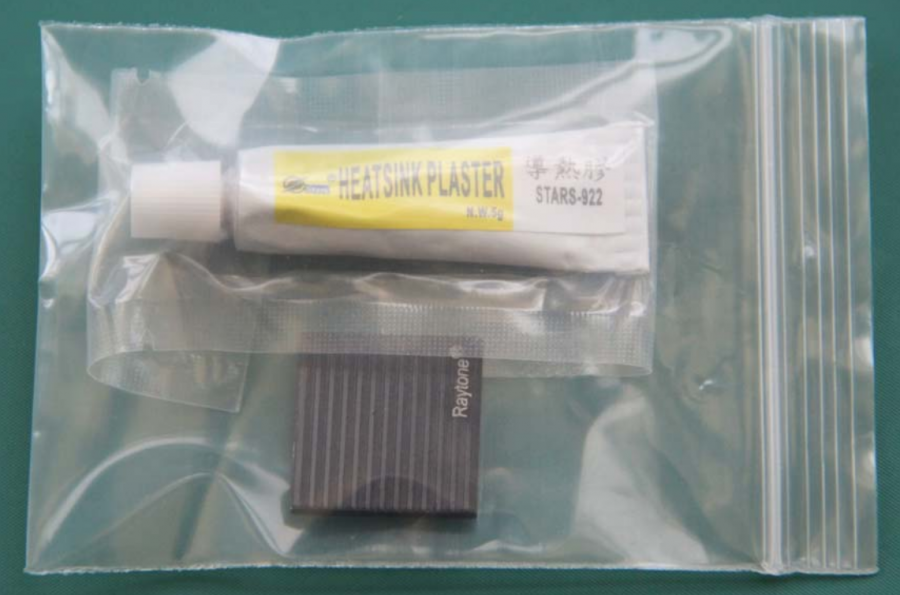 HEATSINK PLASTER
N.W.5g
導熱膠
STARS-922
Raytone